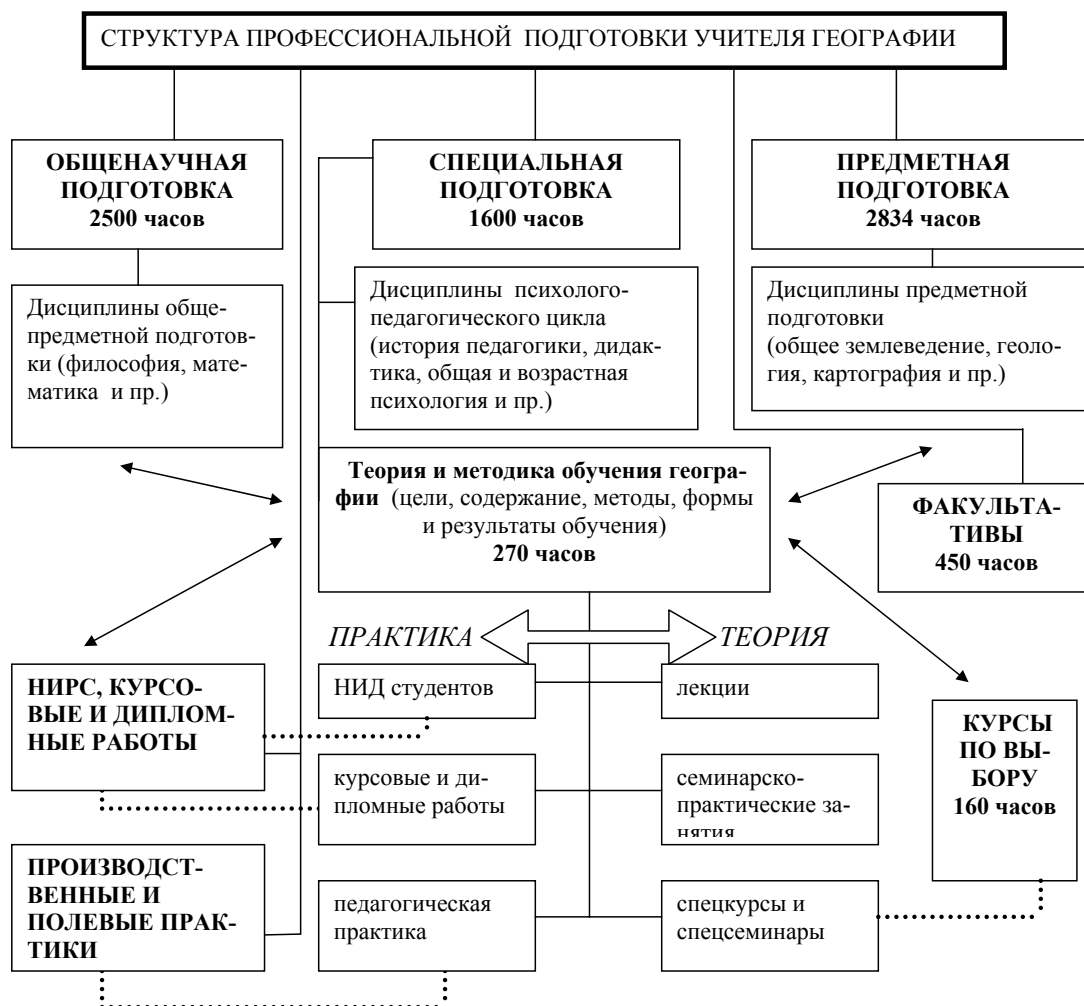 СТРУКТУРА ПРОФЕССИОНАЛЬНОЙ ПОДГОТОВКИ УЧИТЕЛЯ ГЕОГРАФИИ
ОБЩЕНАУЧНАЯ
ПОДГОТОВКА
2500 часов
СПЕЦИАЛЬНАЯ
ПОДГОТОВКА
1600 часов
ПРЕДМЕТНАЯ
ПОДГОТОВКА
2834 часов
Дисциплины обще-
предметной подготов-
ки (философия, мате-
матика и пр.)
Дисциплины психолого-
педагогического цикла
(история педагогики, дидак-
тика, общая и возрастная
психология и пр.)
Дисциплины предметной
подготовки
(общее землеведение, геоло-
гия, картография и пр.)
Теория и методика обучения геогра-
фии (цели, содержание, методы, формы
и результаты обучения)
270 часов
ФАКУЛЬТА-
ТИВЫ
450 часов
ПРАКТИКА
ТЕОРИЯ
НИРС, КУРСО-
ВЫЕ И ДИПЛОМ-
НЫЕ РАБОТЫ
НИД студентов
лекции
КУРСЫ
ПО ВЫ-
БОРУ
160 часов
курсовые и ди-
пломные работы
семинарско-
практические за-
нятия
ПРОИЗВОДСТ-
ВЕННЫЕ И
ПОЛЕВЫЕ ПРАК-
ТИКИ
педагогическая
практика
спецкурсы и
спецсеминары